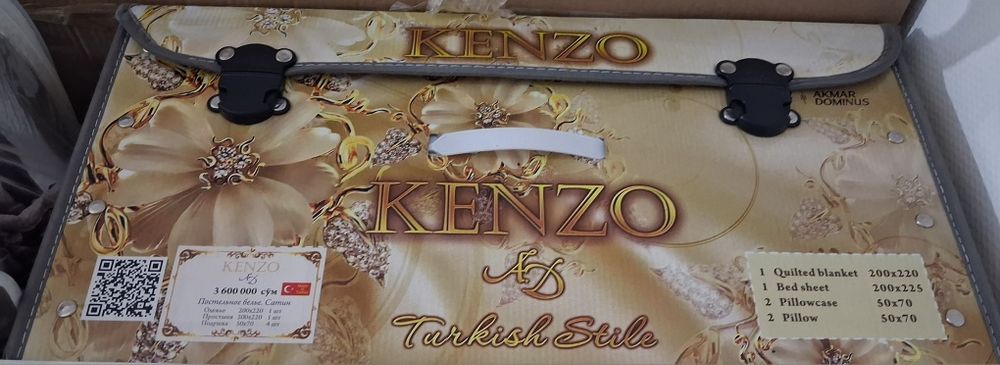 KENZO
AKMAR
DOMINUS
KENZO
AD
Turkish Stile
KENZO
AD
3 600 000 сўм
Постельное белье. Сатин
Одеяло 200x220 1 шт
Простыня 200x220 1 шт
Подушка 50x70 4 шт
1 Quilted blanket 200x220
1 Bed sheet 200x225
2 Pillowcase 50x70
2 Pillow 50x70